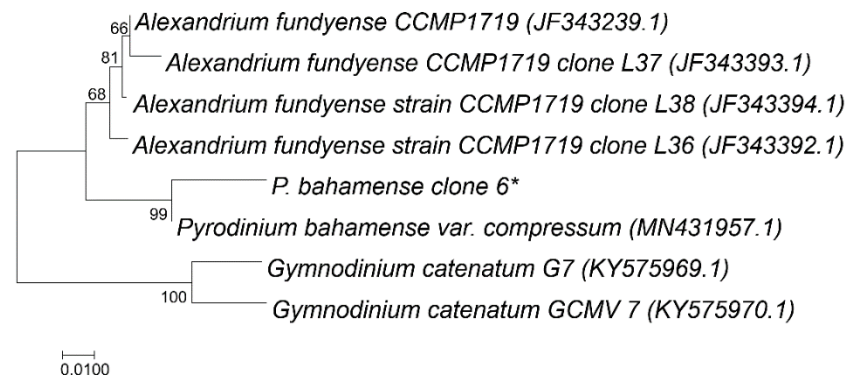 66
Alexandrium fundyense CCMP1719 (JF343239.1)
Alexandrium fundyense CCMP1719 clone L37 (JF343393.1)
81
Alexandrium fundyense strain CCMP1719 clone L38 (JF343394.1)
68
Alexandrium fundyense strain CCMP1719 clone L36 (JF343392.1)
P. bahamense clone 6*
99
Pyrodinium bahamense var. compressum (MN431957.1)
Gymnodinium catenatum G7 (KY575969.1)
100
Gymnodinium catenatum GCMV 7 (KY575970.1)
0.0100